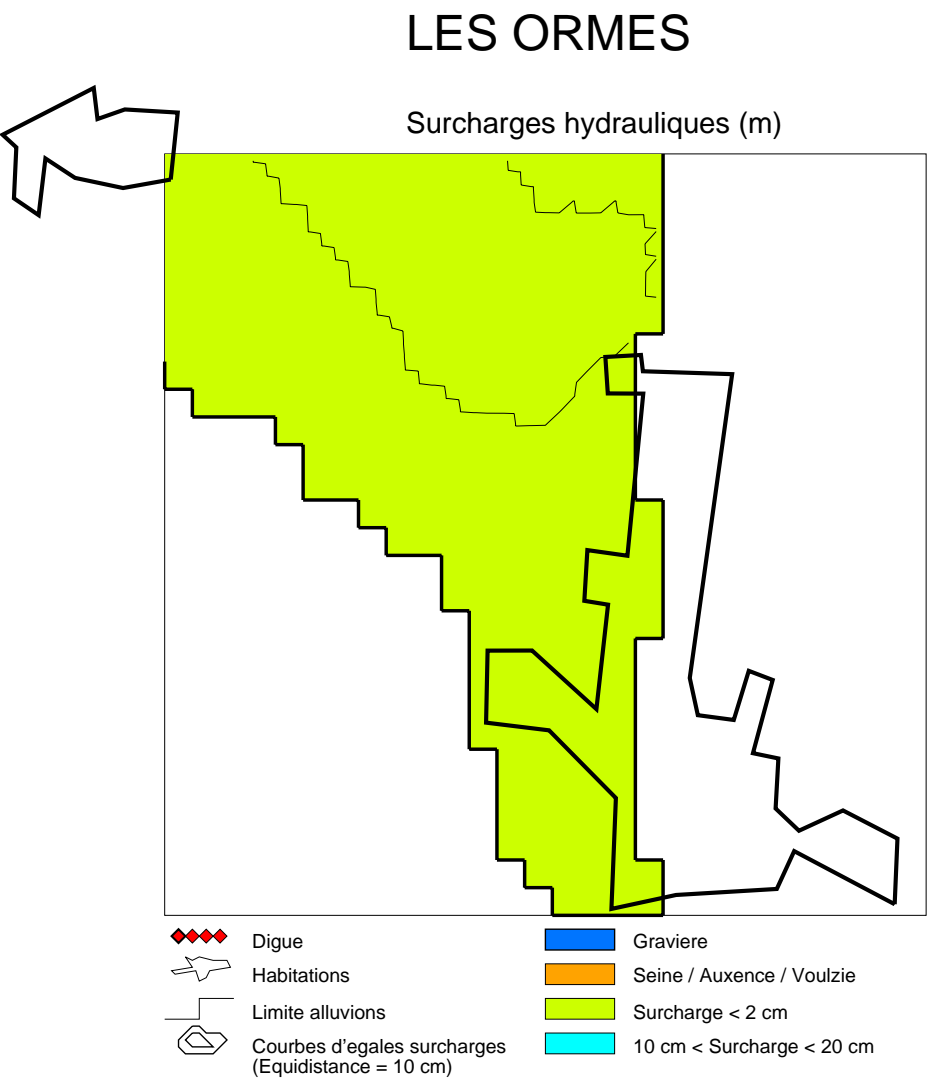 LES ORMES
Surcharges hydrauliques (m)
Digue
Habitations
Limite alluvions
Courbes d'egales surcharges
(Equidistance = 10 cm)
Graviere
Seine / Auxence / Voulzie
Surcharge < 2 cm
10 cm < Surcharge < 20 cm